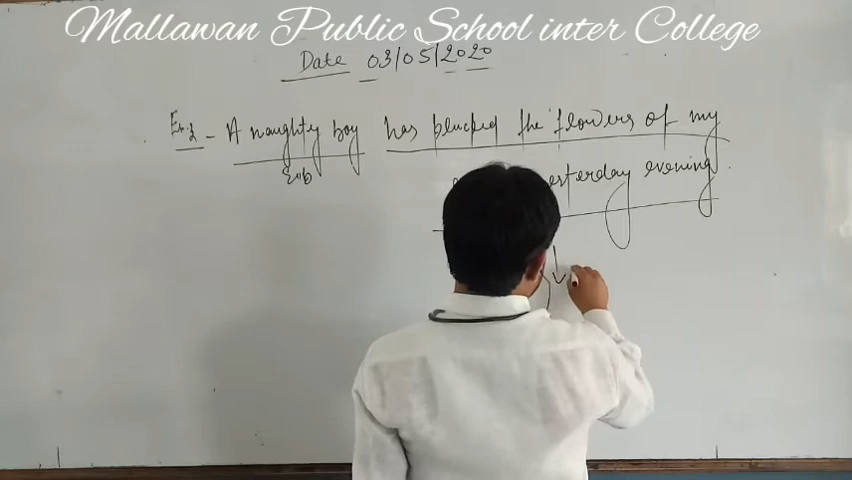 Mallawan Public School inter College
Date 03/05/2020
Ex.1 - A naughty boy has plucked the flowers of my
Sub yesterday evening.